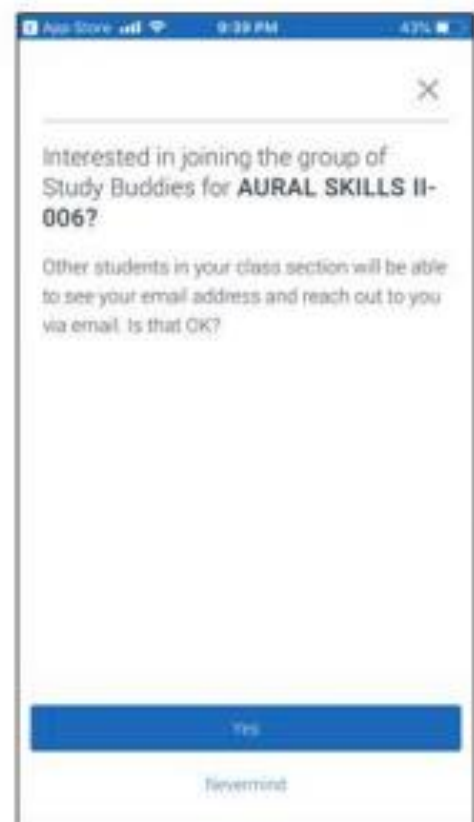 App Store 9:39 PM 43%
Interested in joining the group of
Study Buddies for AURAL SKILLS II-
006?
Other students in your class section will be able
to see your email address and reach out to you
via email. Is that OK?
Yes
Nevermind